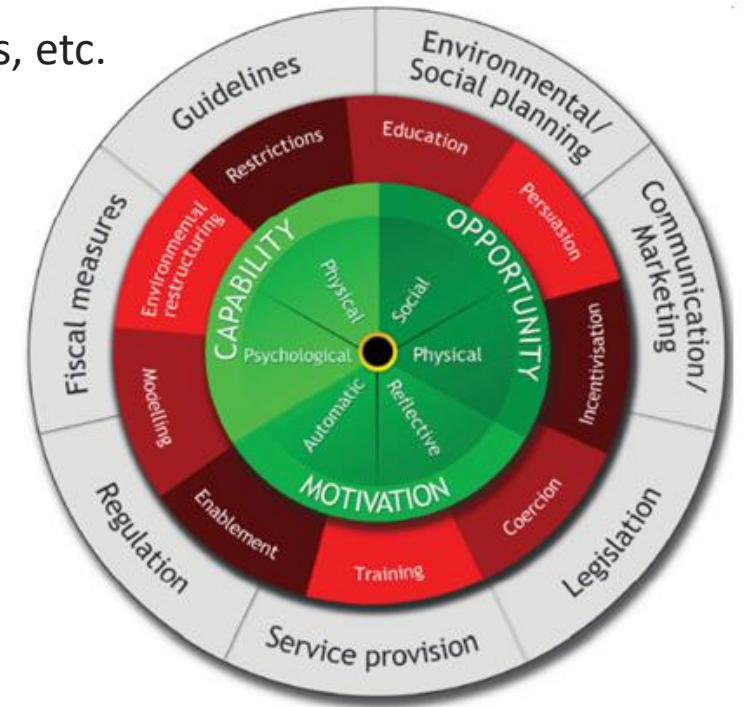 s, etc.
Guidelines
Environmental/
Social planning
Communication/
Marketing
Legislation
Service provision
Regulation
Fiscal measures
Restrictions
Education
Persuasion
Incentivisation
Coercion
Training
Enablement
Modelling
Environmental
restructuring
CAPABILITY
OPPORTUNITY
MOTIVATION
Physical
Social
Physical
Reflective
Automatic
Psychological